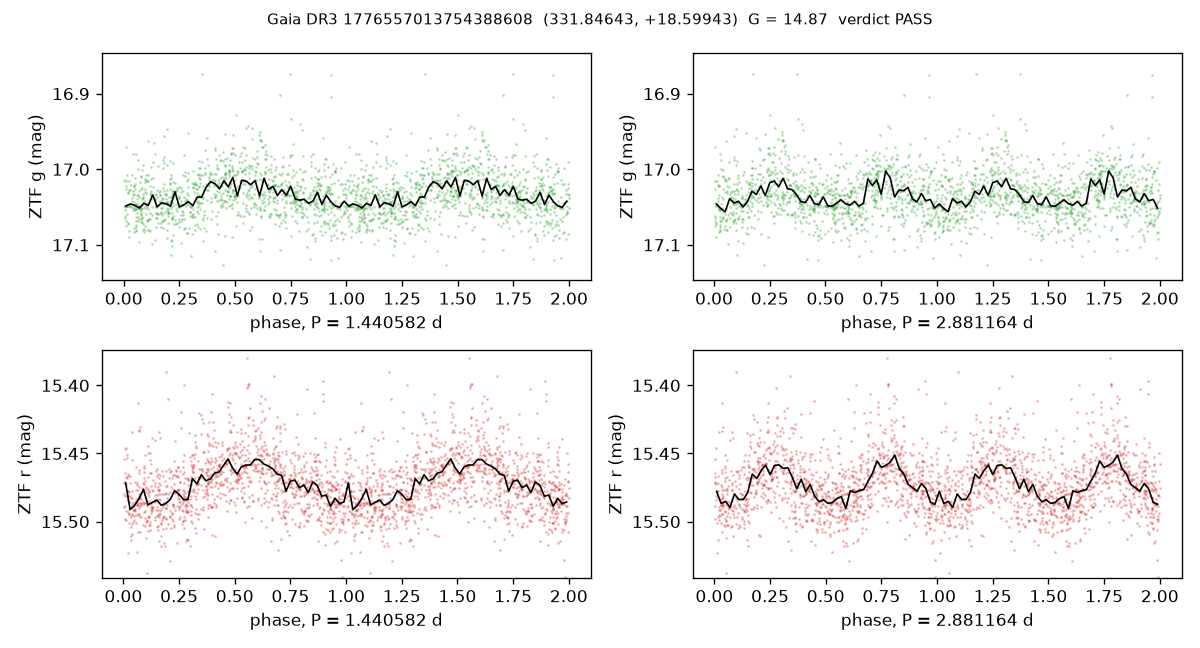 Gaia DR3 1776557013754388608  (331.84643, +18.59943)  G = 14.87  verdict PASS
ZTF g (mag)
16.9
17.0
17.1
0.00 0.25 0.50 0.75 1.00 1.25 1.50 1.75 2.00
phase, P = 1.440582 d
ZTF g (mag)
16.9
17.0
17.1
0.00 0.25 0.50 0.75 1.00 1.25 1.50 1.75 2.00
phase, P = 2.881164 d
ZTF r (mag)
15.40
15.45
15.50
0.00 0.25 0.50 0.75 1.00 1.25 1.50 1.75 2.00
phase, P = 1.440582 d
ZTF r (mag)
15.40
15.45
15.50
0.00 0.25 0.50 0.75 1.00 1.25 1.50 1.75 2.00
phase, P = 2.881164 d